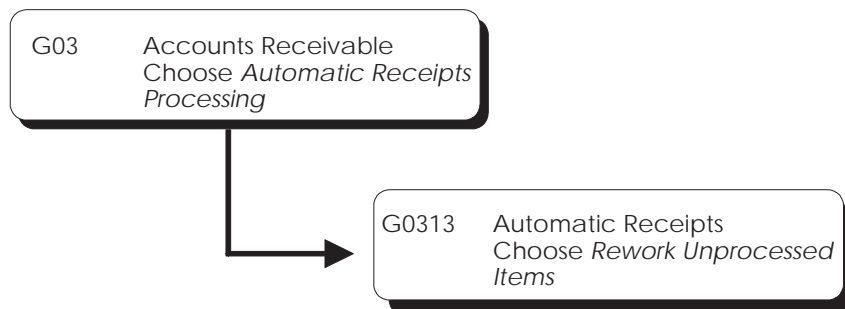 G03 Accounts Receivable
Choose Automatic Receipts
Processing
G0313 Automatic Receipts
Choose Rework Unprocessed
Items